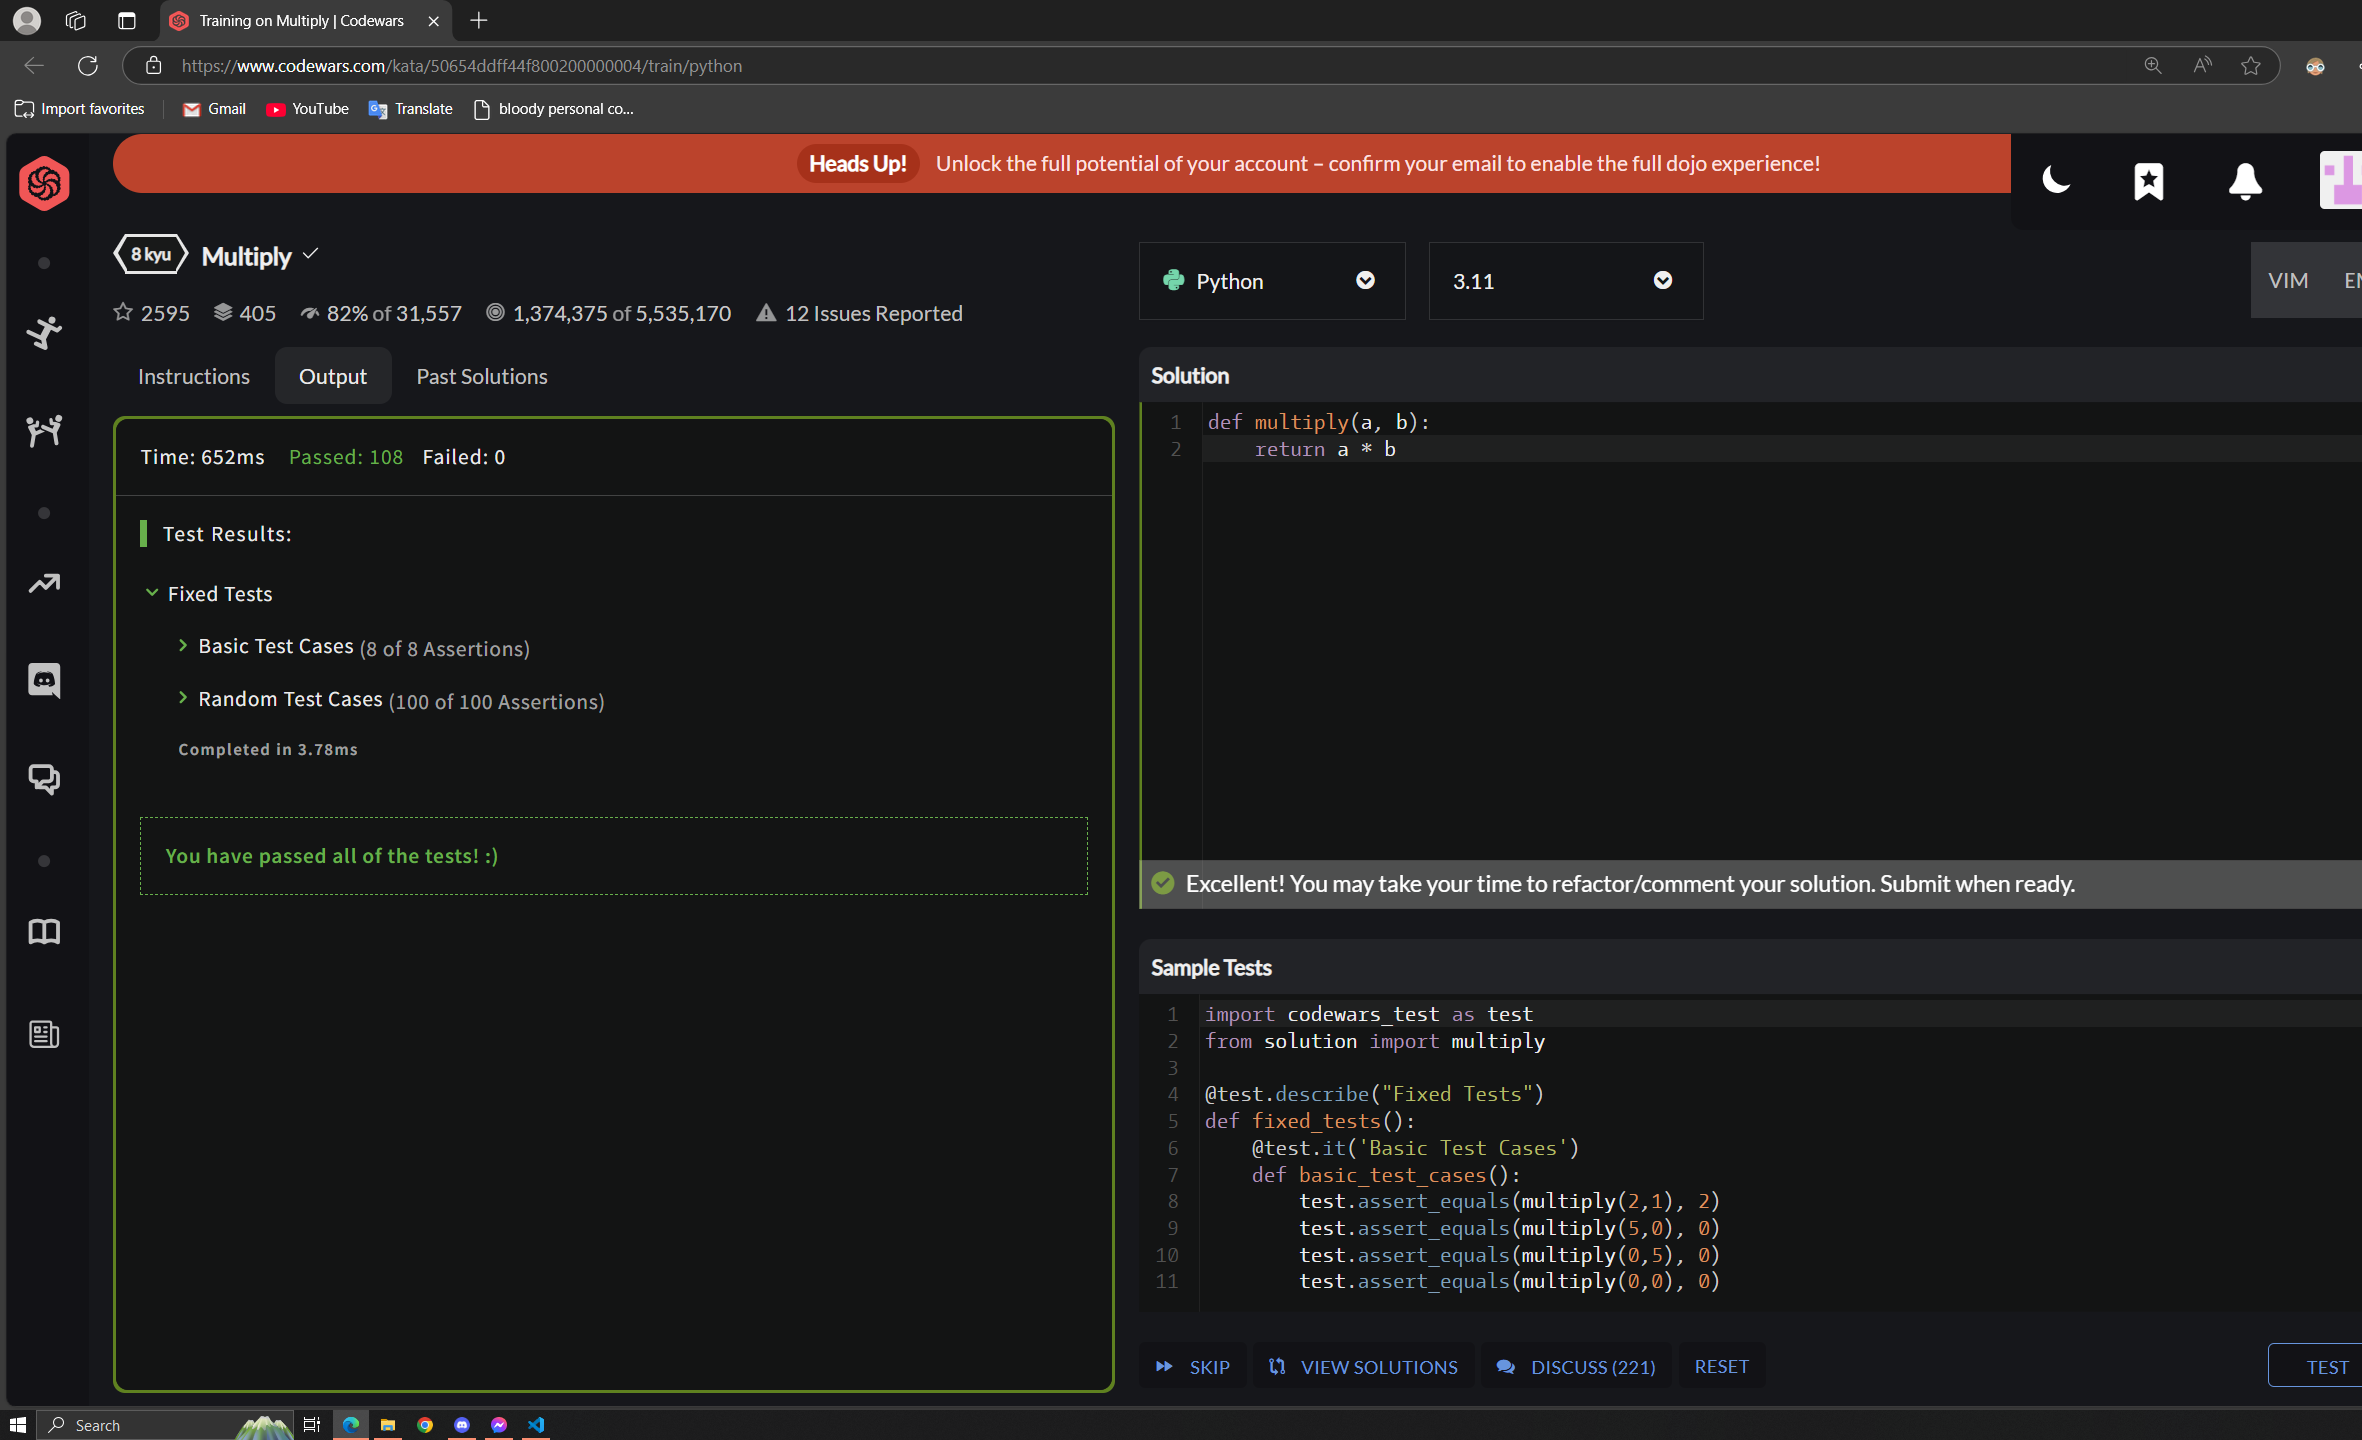 Training on Multiply | Codewars
https://www.codewars.com/kata/50654ddff44f800200000004/train/python
Import favorites
Gmail
YouTube
Translate
bloody personal co...
Heads Up! Unlock the full potential of your account – confirm your email to enable the full dojo experience!
8 kyu Multiply
2595 405 82% of 31,557 1,374,375 of 5,535,170 12 Issues Reported
Python
3.11
VIM
Instructions
Output
Past Solutions
Time: 652ms Passed: 108 Failed: 0
Test Results:
Fixed Tests
Basic Test Cases (8 of 8 Assertions)
Random Test Cases (100 of 100 Assertions)
Completed in 3.78ms
You have passed all of the tests! :)
Solution
1 def multiply(a, b):
2     return a * b
Excellent! You may take your time to refactor/comment your solution. Submit when ready.
Sample Tests
1 import codewars_test as test
2 from solution import multiply
3
4 @test.describe("Fixed Tests")
5 def fixed_tests():
6     @test.it('Basic Test Cases')
7     def basic_test_cases():
8         test.assert_equals(multiply(2,1), 2)
9         test.assert_equals(multiply(5,0), 0)
10         test.assert_equals(multiply(0,5), 0)
11         test.assert_equals(multiply(0,0), 0)
SKIP
VIEW SOLUTIONS
DISCUSS (221)
RESET
TEST
Search